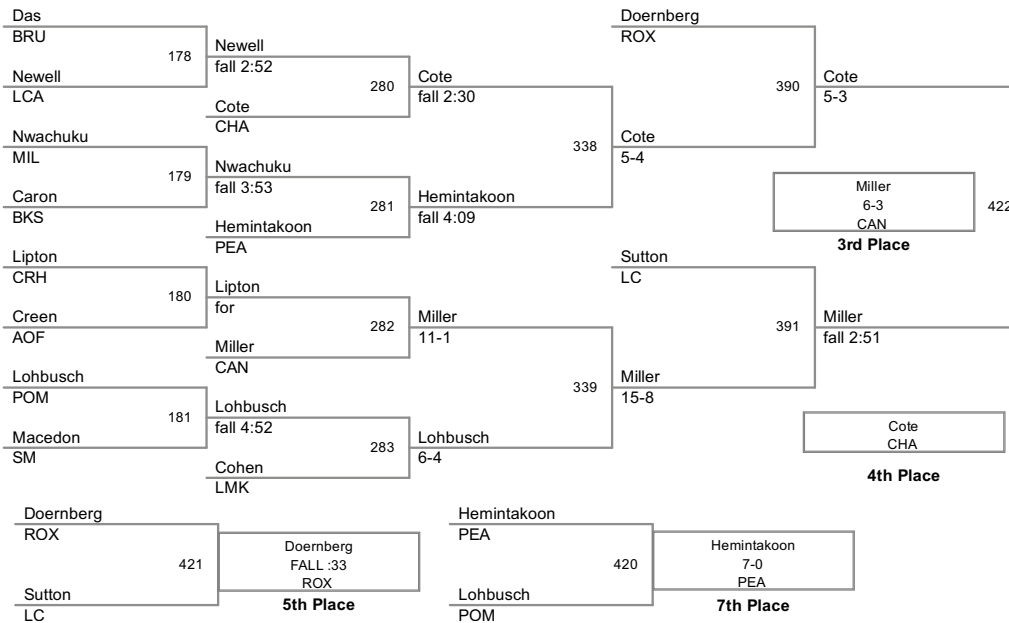 Das
BRU
178
Newell
fall 2:52
Newell
LCA
280
Cote
fall 2:30
Cote
CHA
Nwachuku
MIL
179
Nwachuku
fall 3:53
Caron
BKS
281
Hemintakoon
fall 4:09
Hemintakoon
PEA
338
Cote
5-4
Doernberg
ROX
390
Cote
5-3
Miller
6-3
CAN
422
3rd Place
Lipton
CRH
180
Lipton
for
Creen
AOF
282
Miller
11-1
Miller
CAN
Lohbusch
POM
181
Lohbusch
fall 4:52
Macedon
SM
283
Lohbusch
6-4
Cohen
LMK
339
Miller
15-8
Sutton
LC
391
Miller
fall 2:51
Cote
CHA
4th Place
Doernberg
ROX
421
Doernberg
FALL :33
ROX
5th Place
Sutton
LC
Hemintakoon
PEA
420
Hemintakoon
7-0
PEA
7th Place
Lohbusch
POM